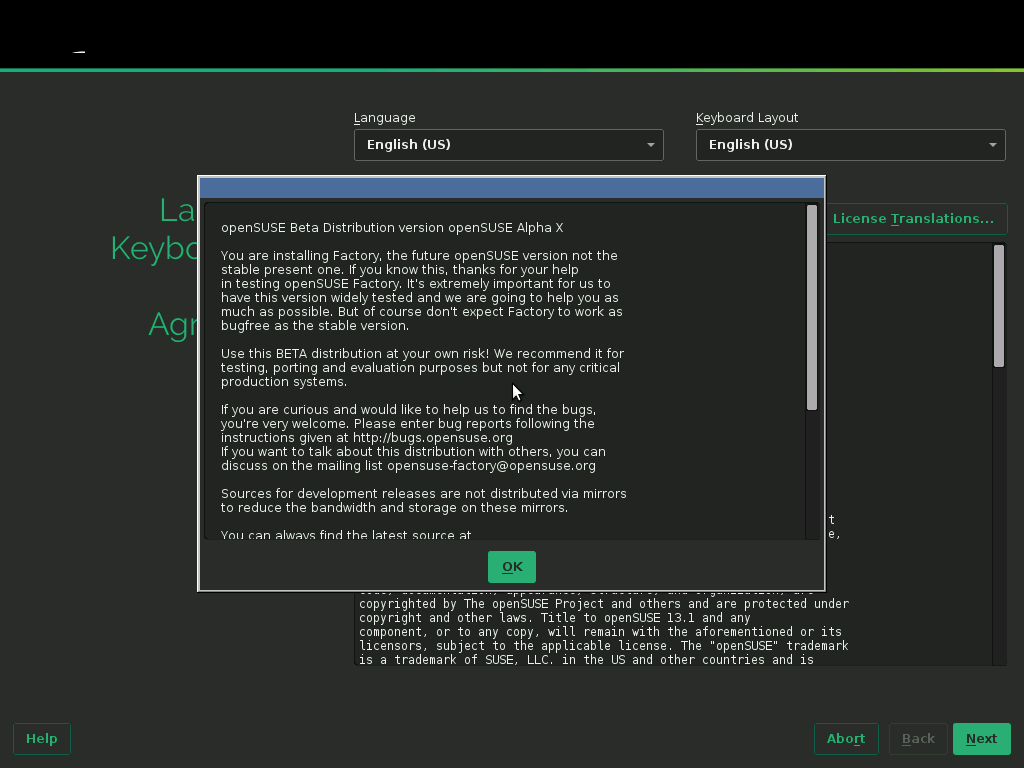 Language
Keyboard Layout
English (US)
English (US)
La
Keybo
Agr
License Translations...
openSUSE Beta Distribution version openSUSE Alpha X
You are installing Factory, the future openSUSE version not the
stable present one. If you know this, thanks for your help
in testing openSUSE Factory. It's extremely important for us to
have this version widely tested and we are going to help you as
much as possible. But of course don't expect Factory to work as
bugfree as the stable version.
Use this BETA distribution at your own risk! We recommend it for
testing, porting and evaluation purposes but not for any critical
production systems.
If you are curious and would like to help us to find the bugs,
you're very welcome. Please enter bug reports following the
instructions given at http://bugs.opensuse.org
If you want to talk about this distribution with others, you can
discuss on the mailing list opensuse-factory@opensuse.org
Sources for development releases are not distributed via mirrors
to reduce the bandwidth and storage on these mirrors.
You can always find the latest source at
OK
t
e,
copyrighted by The openSUSE Project and others and are protected under
copyright and other laws. Title to openSUSE 13.1 and any
component, or to any copy, will remain with the aforementioned or its
licensors, subject to the applicable license. The "openSUSE" trademark
is a trademark of SUSE, LLC. in the US and other countries and is
Help
Abort
Back
Next